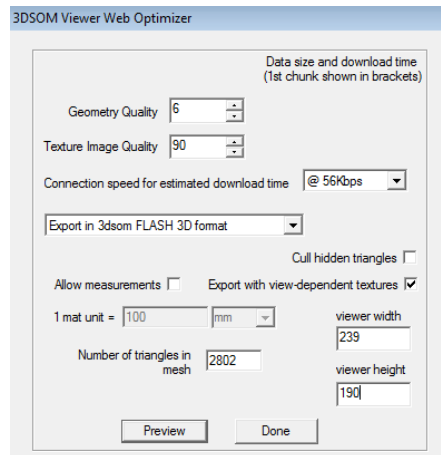 3DSOM Viewer Web Optimizer
Data size and download time
(1st chunk shown in brackets)
Geometry Quality 6
Texture Image Quality 90
Connection speed for estimated download time @ 56Kbps
Export in 3dsom FLASH 3D format
Cull hidden triangles
Allow measurements Export with view-dependent textures
1 mat unit = 100 mm viewer width
239
Number of triangles in
mesh 2802
viewer height
190
Preview Done